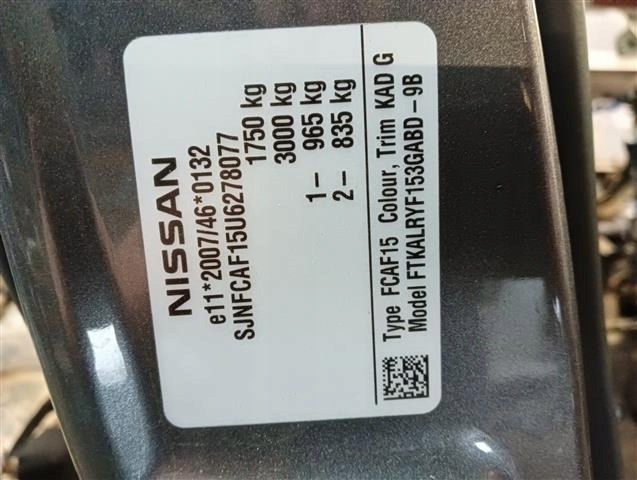 NISSAN
e11*2007/46*0132
SJNFCAF15U6278077
1750 kg
3000 kg
1- 965 kg
2- 835 kg
Type FCAF15 Colour, Trim KAD G
Model FTKALRYF153GABD-9B